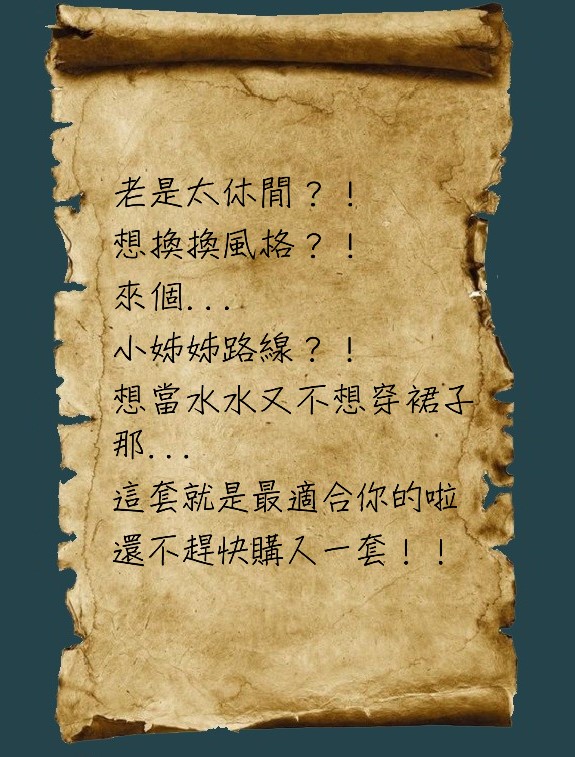 老是太休閒？！
想換換風格？！
來個...
小姊姊路線？！
想當水水又不想穿裙子
那...
這套就是最適合你的啦
還不趕快購入一套！！